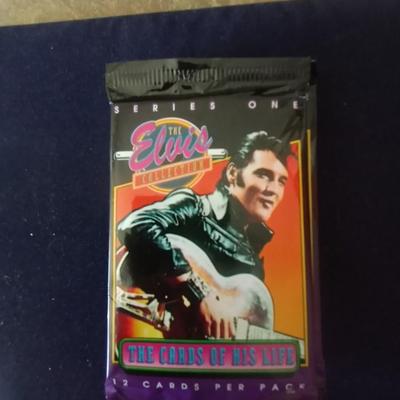 SERIES ONE
THE
Elvis
COLLECTION
THE CARDS OF HIS LIFE
12 CARDS PER PACK